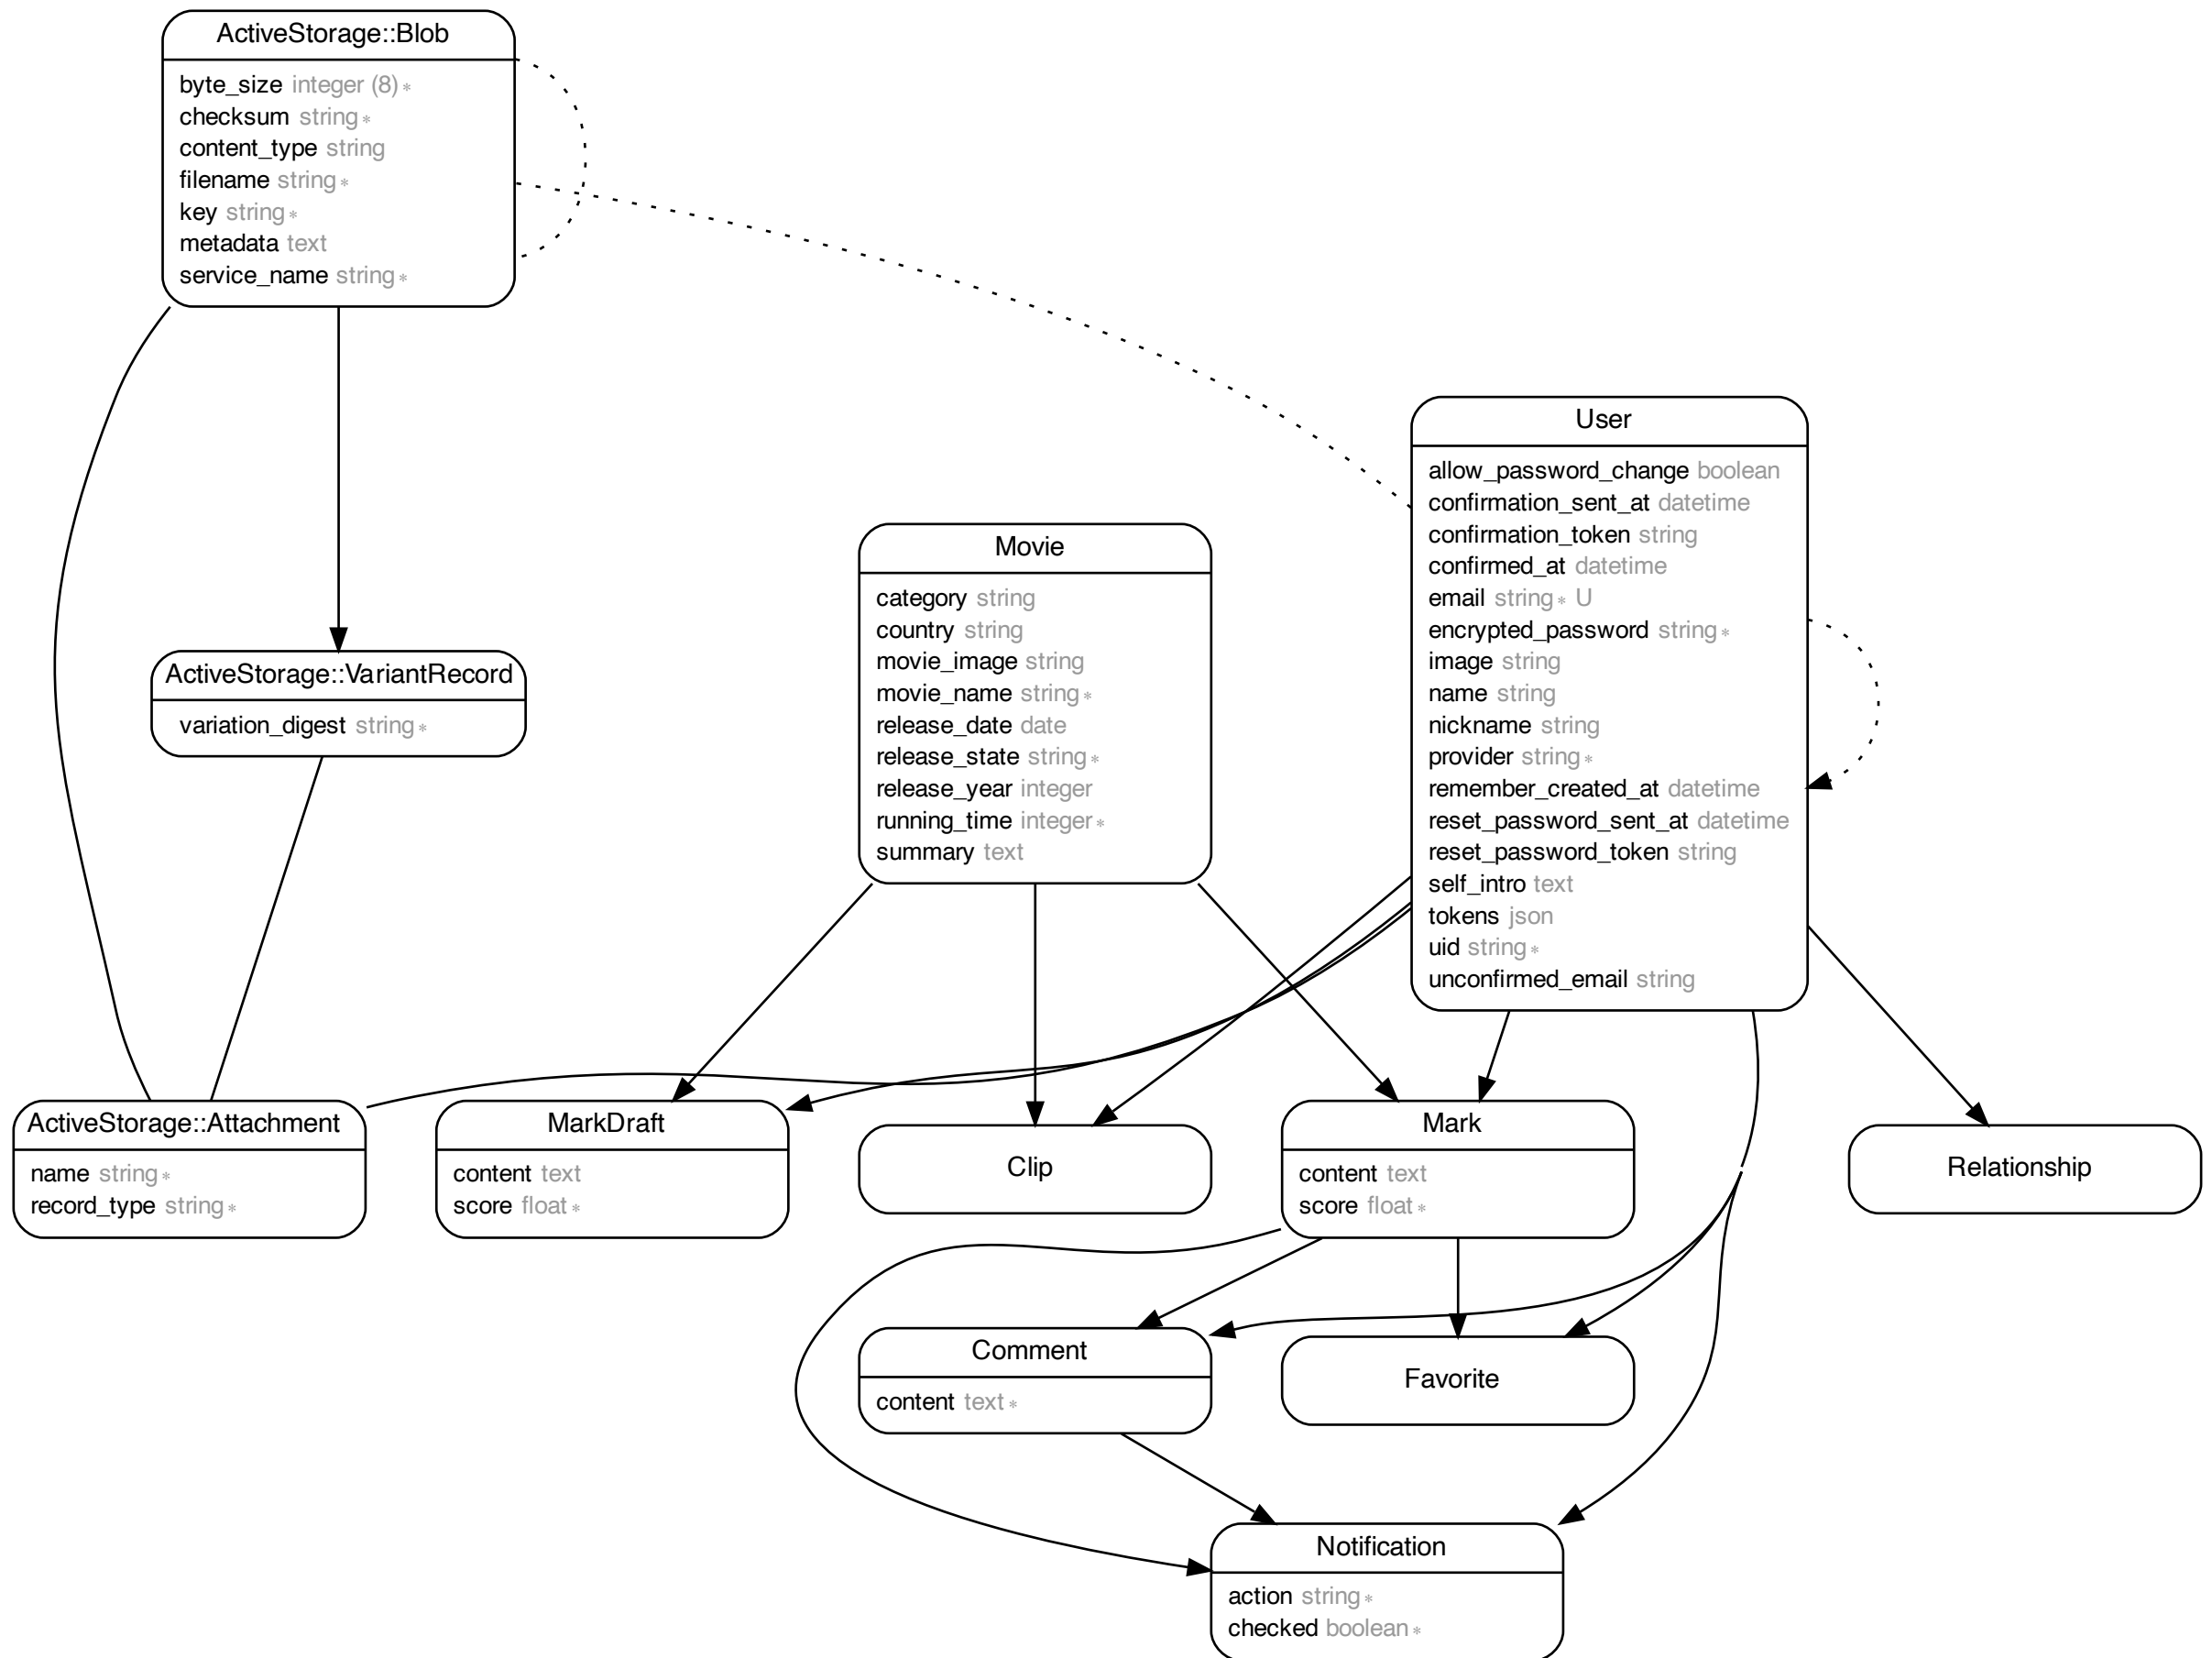 ActiveStorage::Blob
byte_size integer (8) *
checksum string *
content_type string
filename string *
key string *
metadata text
service_name string *
User
allow_password_change boolean
confirmation_sent_at datetime
confirmation_token string
confirmed_at datetime
email string * U
encrypted_password string *
image string
name string
nickname string
provider string *
remember_created_at datetime
reset_password_sent_at datetime
reset_password_token string
self_intro text
tokens json
uid string *
unconfirmed_email string
Movie
category string
country string
movie_image string
movie_name string *
release_date date
release_state string *
release_year integer
running_time integer *
summary text
ActiveStorage::VariantRecord
variation_digest string *
ActiveStorage::Attachment
name string *
record_type string *
MarkDraft
content text
score float *
Clip
Mark
content text
score float *
Relationship
Comment
content text *
Favorite
Notification
action string *
checked boolean *